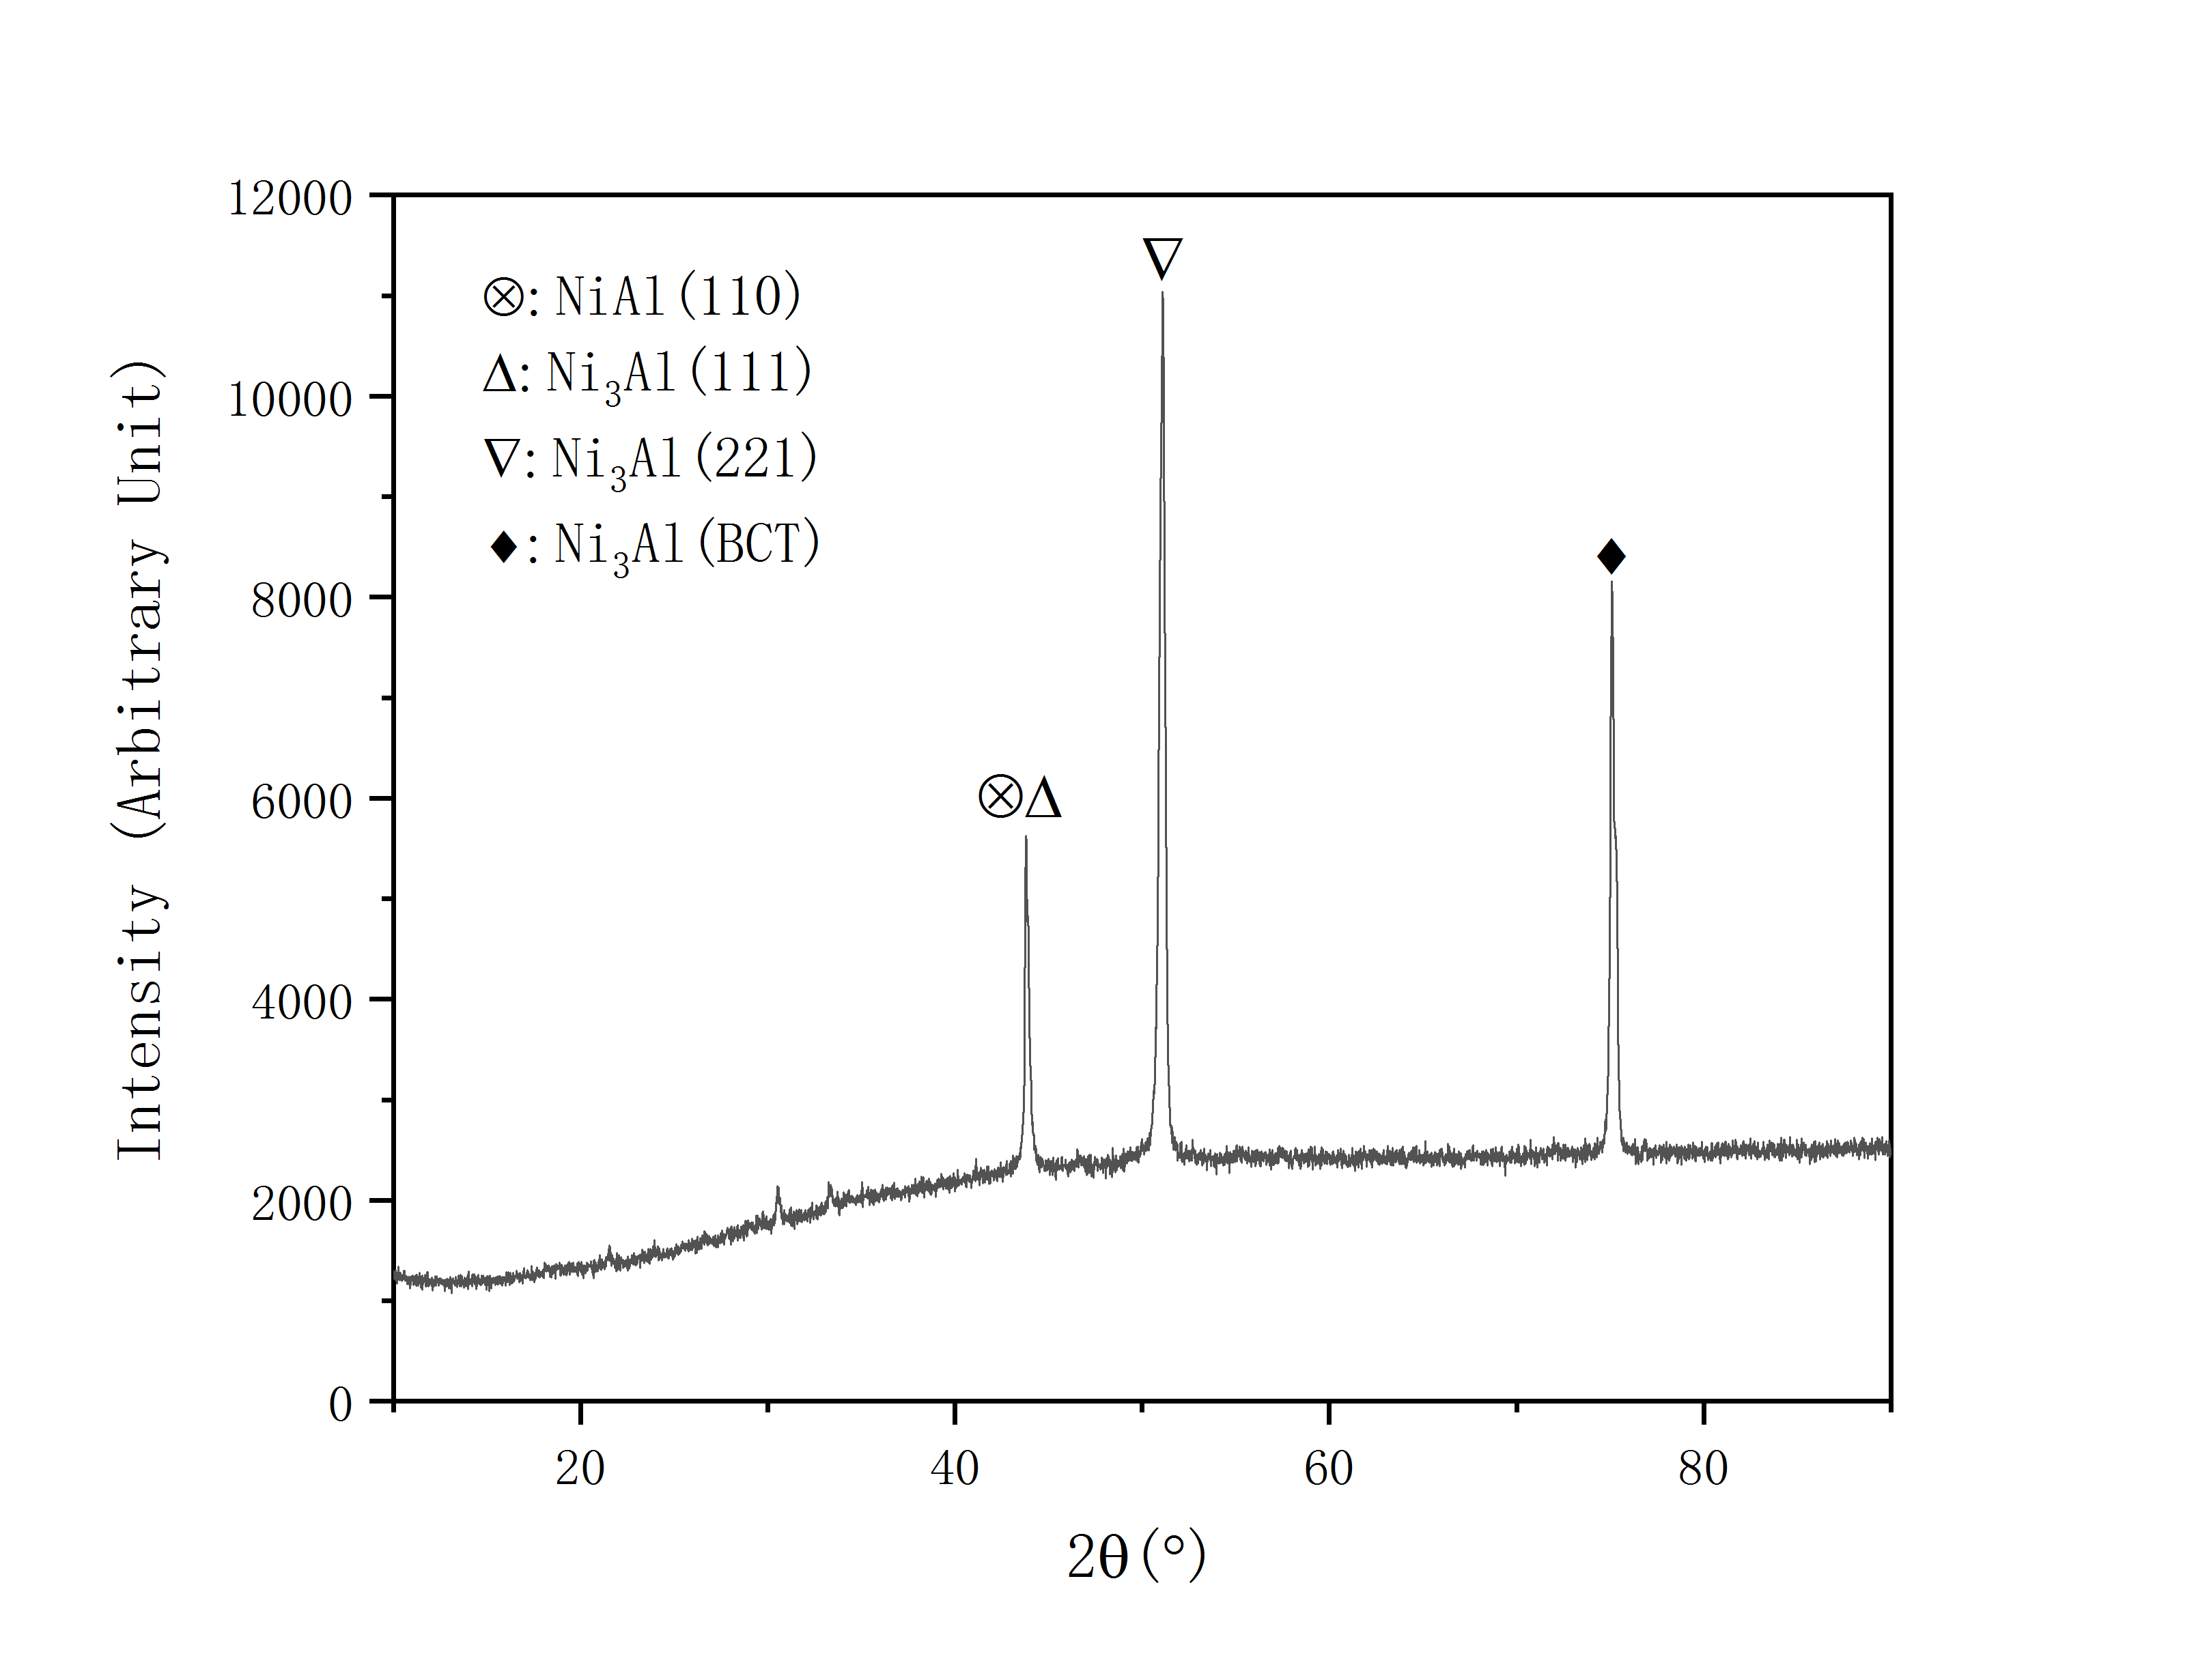 12000
10000
8000
6000
4000
2000
0
Intensity (Arbitrary Unit)
⊗: NiAl(110)
Δ: Ni₃Al(111)
∇: Ni₃Al(221)
♦: Ni₃Al(BCT)
∇
♦
⊗Δ
20 40 60 80
2θ(°)